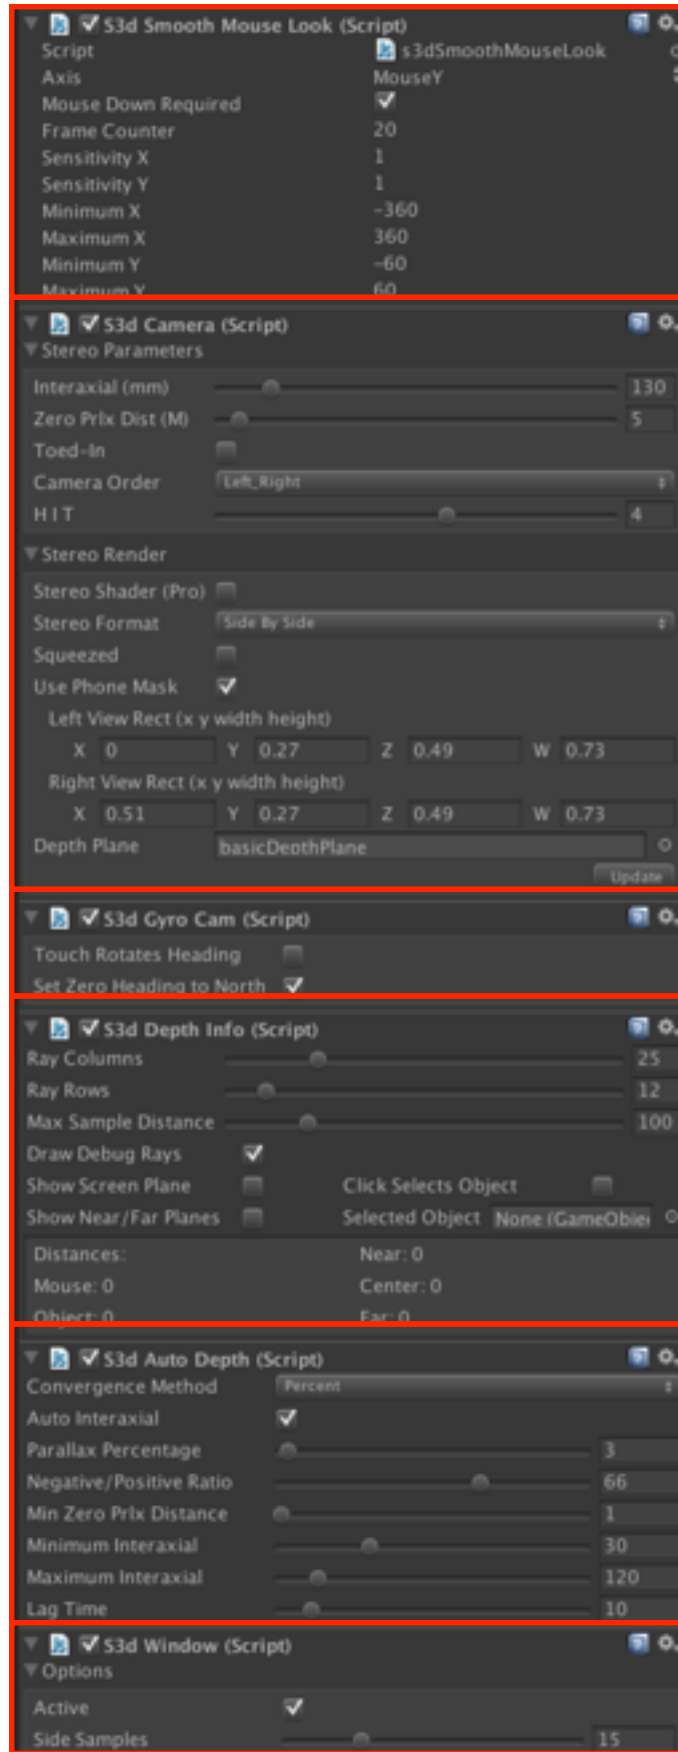 S3d Smooth Mouse Look (Script)
Script s3dSmoothMouseLook
Axis MouseY
Mouse Down Required
Frame Counter 20
Sensitivity X 1
Sensitivity Y 1
Minimum X -360
Maximum X 360
Minimum Y -60
Maximum Y 60
S3d Camera (Script)
Stereo Parameters
Interaxial (mm) 130
Zero Prlx Dist (M) 5
Toed-In
Camera Order Left_Right
H I T 4
Stereo Render
Stereo Shader (Pro)
Stereo Format Side By Side
Squeezed
Use Phone Mask
Left View Rect (x y width height)
X 0 Y 0.27 Z 0.49 W 0.73
Right View Rect (x y width height)
X 0.51 Y 0.27 Z 0.49 W 0.73
Depth Plane basicDepthPlane
Update
S3d Gyro Cam (Script)
Touch Rotates Heading
Set Zero Heading to North
S3d Depth Info (Script)
Ray Columns 25
Ray Rows 12
Max Sample Distance 100
Draw Debug Rays
Show Screen Plane Click Selects Object
Show Near/Far Planes Selected Object None (GameObje
Distances: Near: 0
Mouse: 0 Center: 0
Object: 0 Far: 0
S3d Auto Depth (Script)
Convergence Method Percent
Auto Interaxial
Parallax Percentage 3
Negative/Positive Ratio 66
Min Zero Prlx Distance 1
Minimum Interaxial 30
Maximum Interaxial 120
Lag Time 10
S3d Window (Script)
Options
Active
Side Samples 15